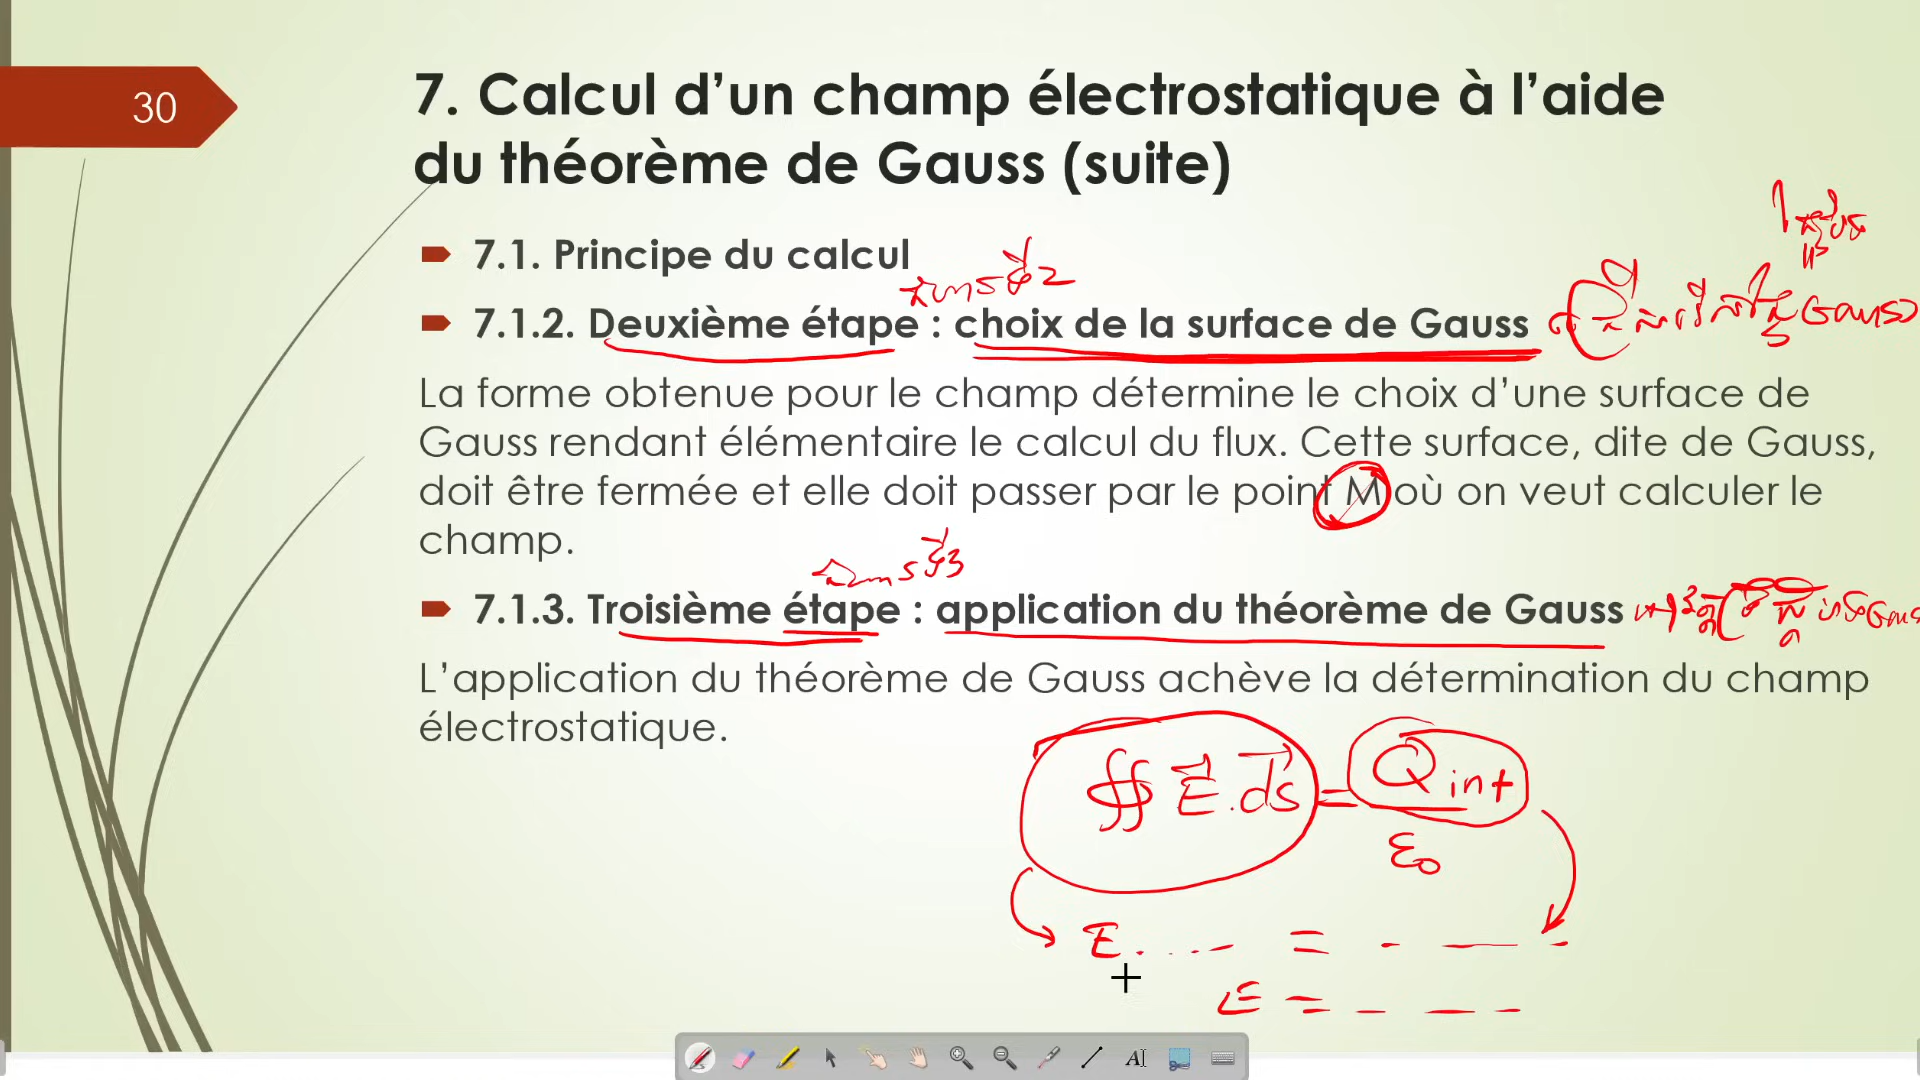 30
7. Calcul d’un champ électrostatique à l’aide
du théorème de Gauss (suite)
7.1. Principe du calcul
7.1.2. Deuxième étape : choix de la surface de Gauss
Gauss
La forme obtenue pour le champ détermine le choix d’une surface de
Gauss rendant élémentaire le calcul du flux. Cette surface, dite de Gauss,
doit être fermée et elle doit passer par le point M où on veut calculer le
champ.
7.1.3. Troisième étape : application du théorème de Gauss
L’application du théorème de Gauss achève la détermination du champ
électrostatique.
∯ E⃗ . d⃗s = Qint / ε0
E. ... - = - — -
E = - — -
AI